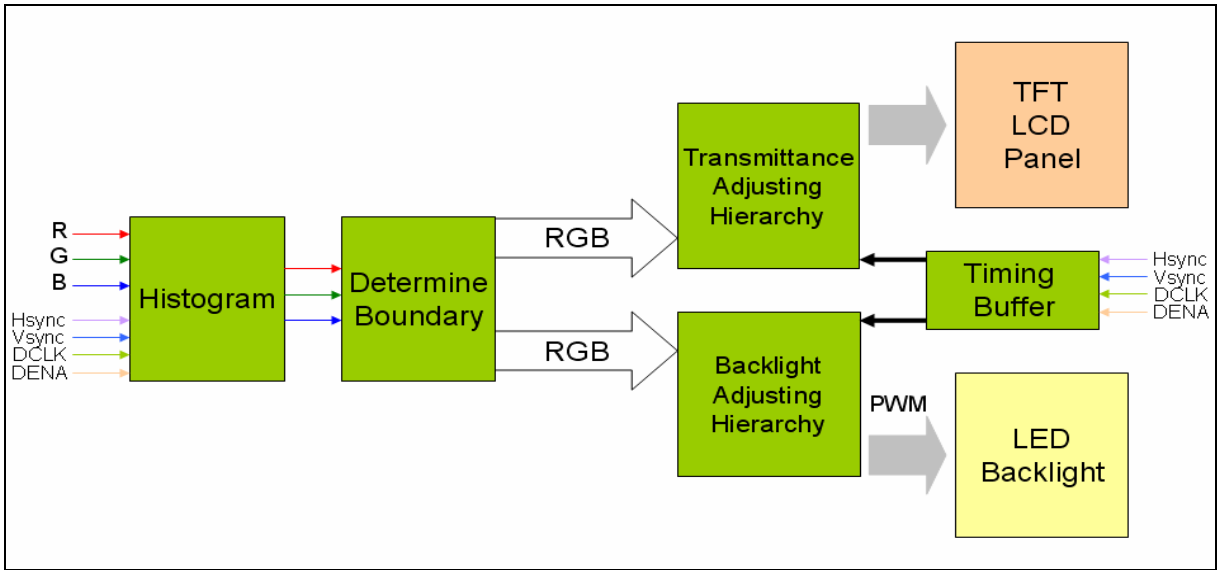 R
G
B
Hsync
Vsync
DCLK
DENA
Histogram
Determine
Boundary
RGB
RGB
Transmittance
Adjusting
Hierarchy
Backlight
Adjusting
Hierarchy
PWM
TFT
LCD
Panel
Timing
Buffer
Hsync
Vsync
DCLK
DENA
LED
Backlight